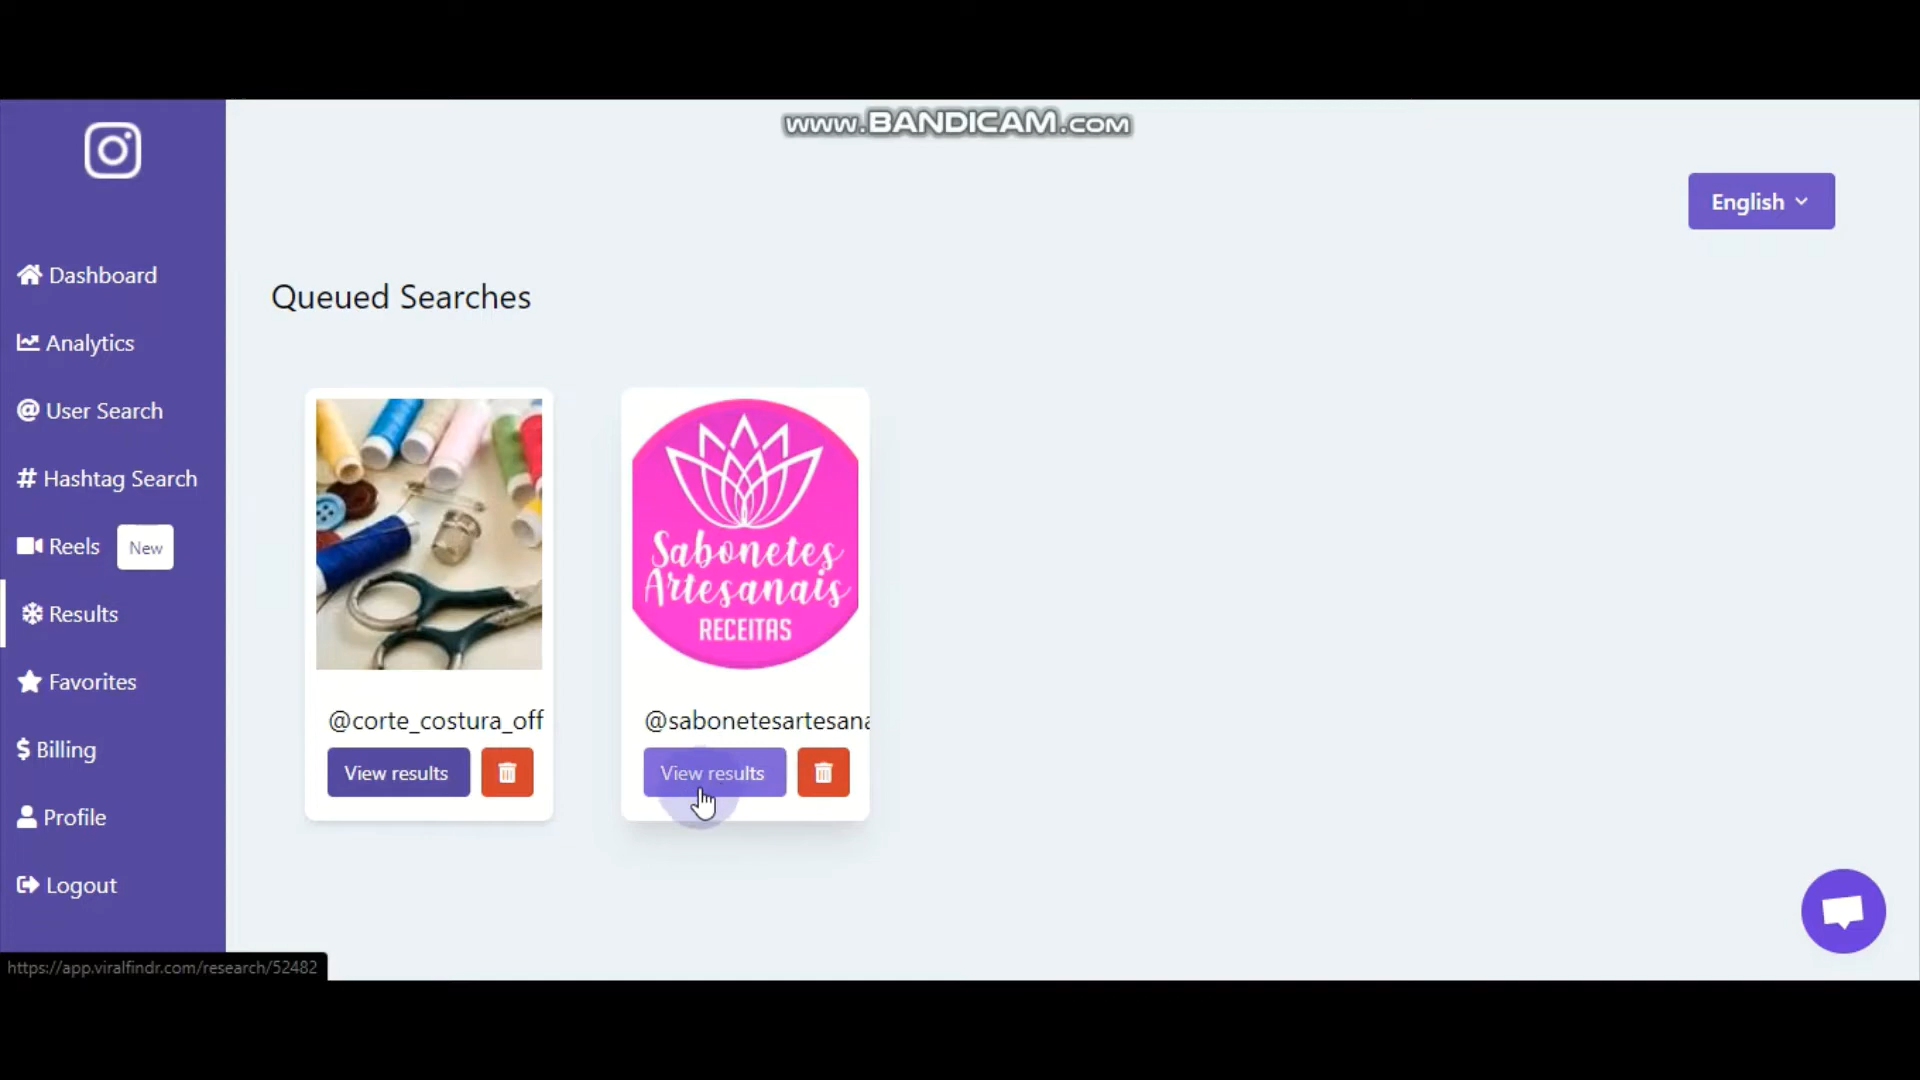 www.BANDICAM.com
English
Dashboard
Analytics
User Search
Hashtag Search
Reels New
Results
Favorites
Billing
Profile
Logout
Queued Searches
Sabonetes
Artesanais
RECEITAS
@corte_costura_off
View results
@sabonetesartesana
View results
https://app.viralfindr.com/research/52482